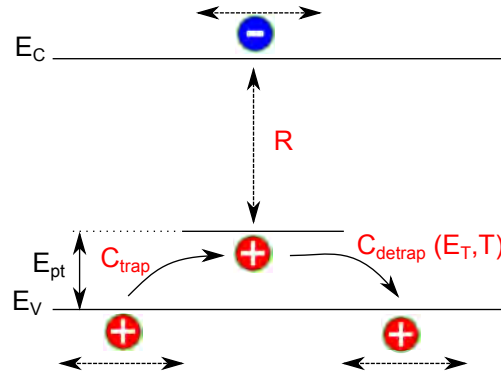 −
E_C
R
C_trap
C_detrap (E_T,T)
+
E_pt
E_V
+
+